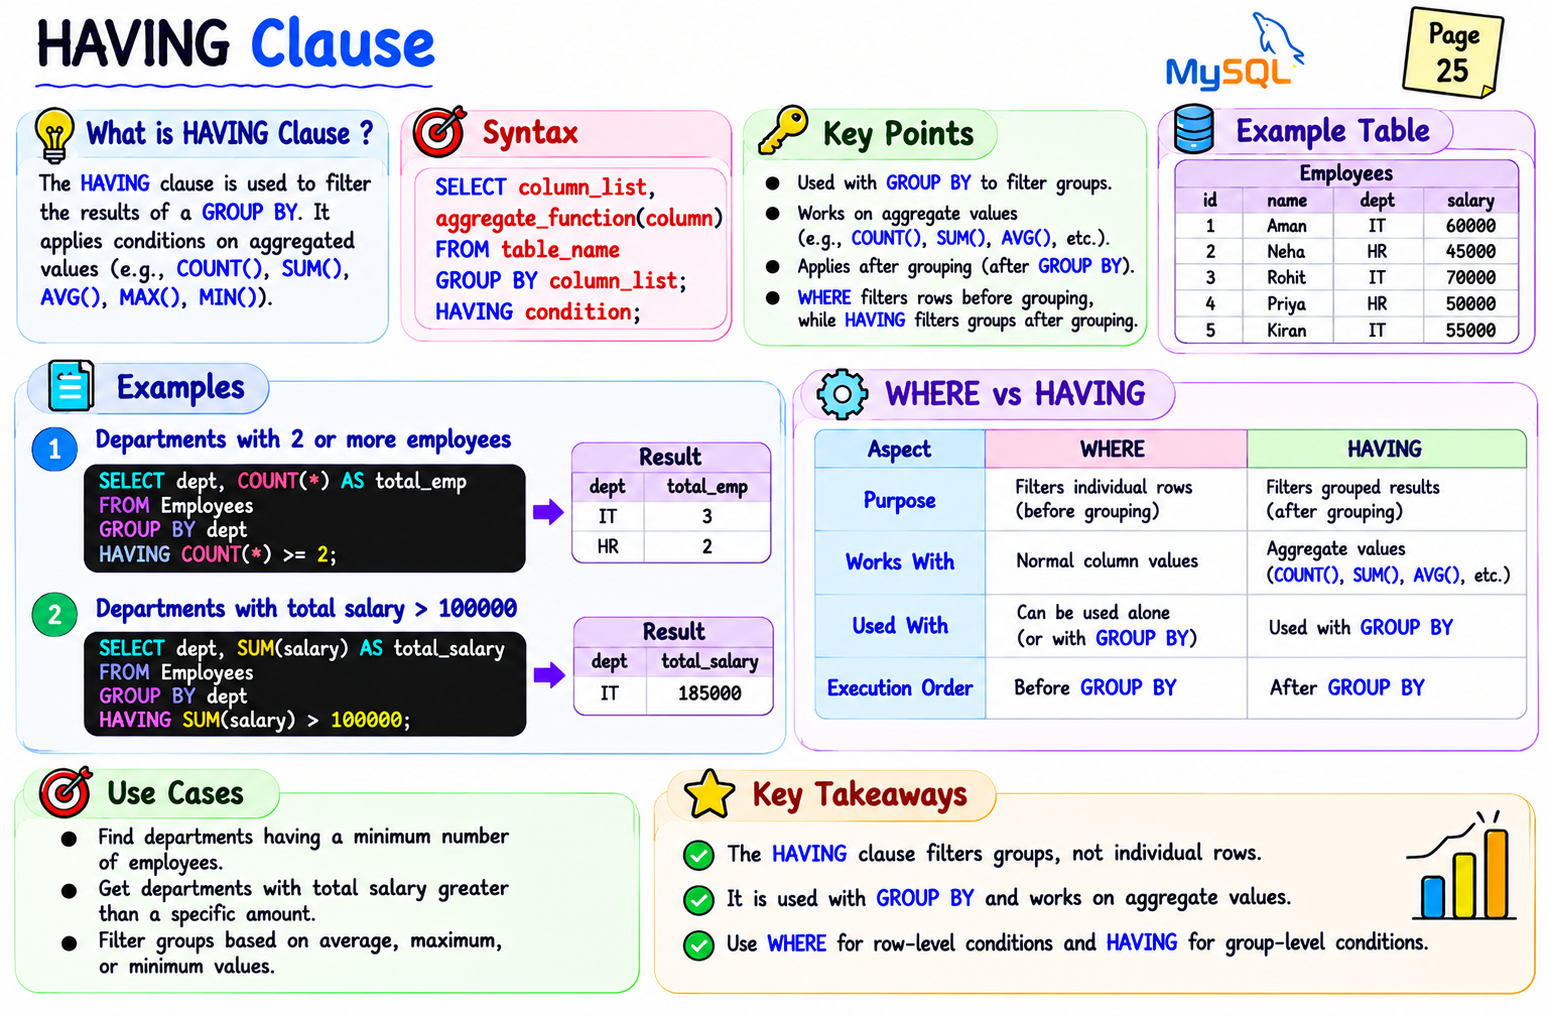 HAVING Clause
MySQL
Page
25
What is HAVING Clause ?
The HAVING clause is used to filter
the results of a GROUP BY. It
applies conditions on aggregated
values (e.g., COUNT(), SUM(),
AVG(), MAX(), MIN()).
Syntax
SELECT column_list,
aggregate_function(column)
FROM table_name
GROUP BY column_list;
HAVING condition;
Key Points
● Used with GROUP BY to filter groups.
● Works on aggregate values
(e.g., COUNT(), SUM(), AVG(), etc.).
● Applies after grouping (after GROUP BY).
● WHERE filters rows before grouping,
while HAVING filters groups after grouping.
Example Table
Employees
id name dept salary
1 Aman IT 60000
2 Neha HR 45000
3 Rohit IT 70000
4 Priya HR 50000
5 Kiran IT 55000
Examples
1 Departments with 2 or more employees
SELECT dept, COUNT(*) AS total_emp
FROM Employees
GROUP BY dept
HAVING COUNT(*) >= 2;
Result
dept total_emp
IT 3
HR 2
2 Departments with total salary > 100000
SELECT dept, SUM(salary) AS total_salary
FROM Employees
GROUP BY dept
HAVING SUM(salary) > 100000;
Result
dept total_salary
IT 185000
WHERE vs HAVING
Aspect WHERE HAVING
Purpose
Filters individual rows
(before grouping)
Filters grouped results
(after grouping)
Works With
Normal column values
Aggregate values
(COUNT(), SUM(), AVG(), etc.)
Used With
Can be used alone
(or with GROUP BY)
Used with GROUP BY
Execution Order
Before GROUP BY
After GROUP BY
Use Cases
● Find departments having a minimum number
of employees.
● Get departments with total salary greater
than a specific amount.
● Filter groups based on average, maximum,
or minimum values.
Key Takeaways
The HAVING clause filters groups, not individual rows.
It is used with GROUP BY and works on aggregate values.
Use WHERE for row-level conditions and HAVING for group-level conditions.